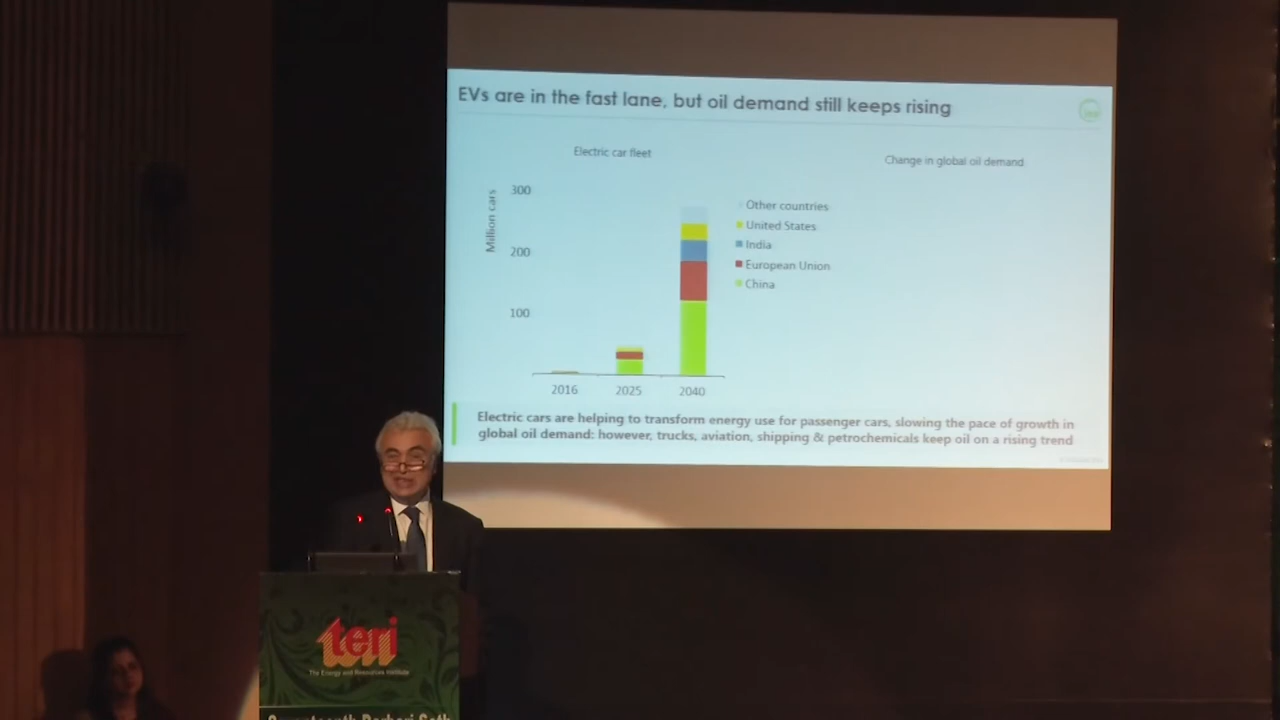 EVs are in the fast lane, but oil demand still keeps rising
Electric car fleet
Change in global oil demand
Million cars
300
200
100
2016
2025
2040
Other countries
United States
India
European Union
China
Electric cars are helping to transform energy use for passenger cars, slowing the pace of growth in
global oil demand: however, trucks, aviation, shipping & petrochemicals keep oil on a rising trend
teri
The Energy and Resources Institute
Seventeenth Darbari Seth